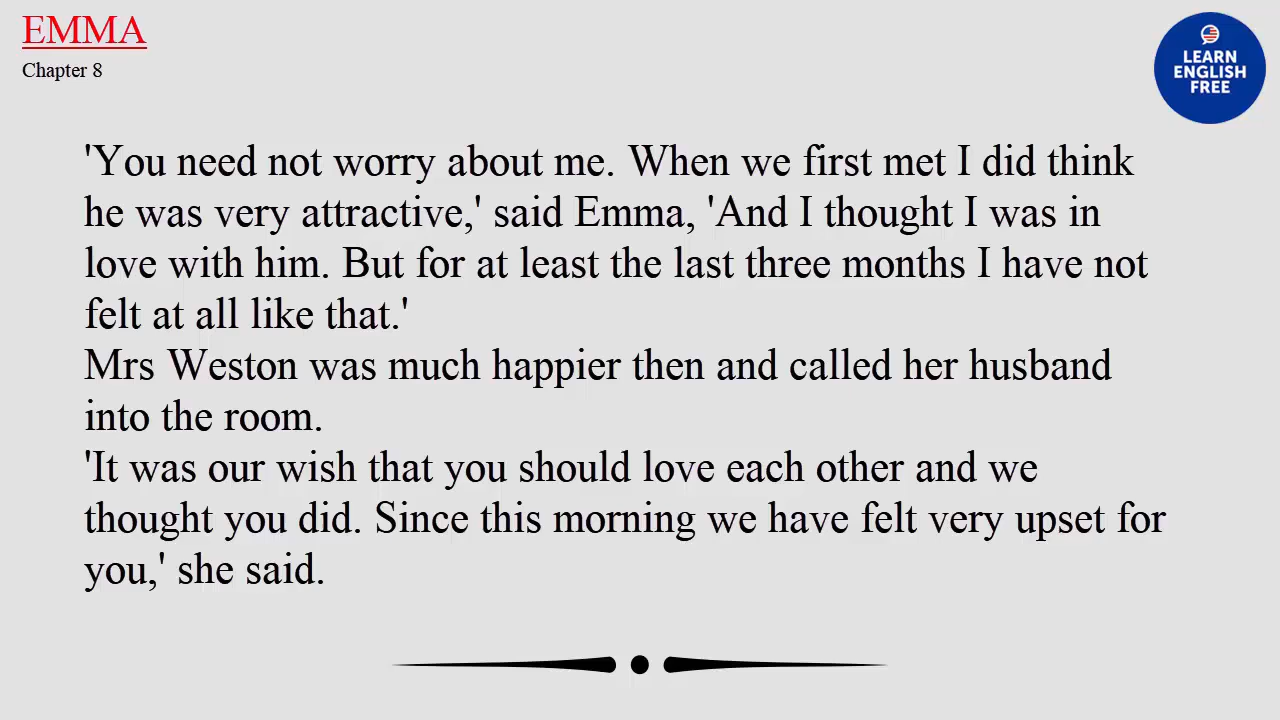 EMMA
Chapter 8
LEARN
ENGLISH
FREE
'You need not worry about me. When we first met I did think
he was very attractive,' said Emma, 'And I thought I was in
love with him. But for at least the last three months I have not
felt at all like that.'
Mrs Weston was much happier then and called her husband
into the room.
'It was our wish that you should love each other and we
thought you did. Since this morning we have felt very upset for
you,' she said.